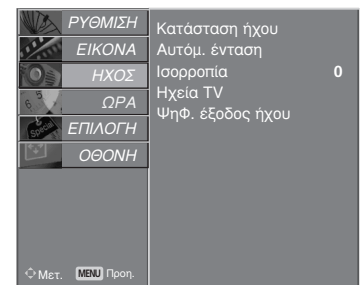 ΡΥΘΜΙΣΗ
ΕΙΚΟΝΑ
ΗΧΟΣ
ΩΡΑ
ΕΠΙΛΟΓΗ
ΟΘΟΝΗ
Special
Κατάσταση ήχου
Αυτόμ. ένταση
Ισορροπία 0
Ηχεία TV
ΨηΦ. έξοδος ήχου
Μετ. MENU Προη.